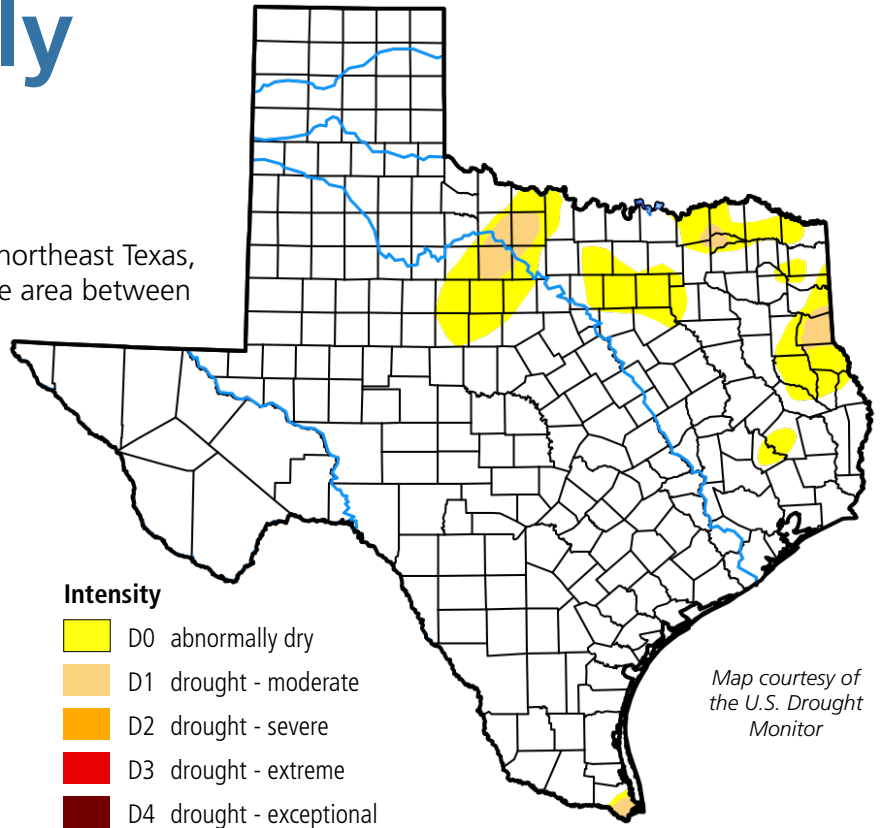 ly
northeast Texas,
e area between
Intensity
D0 abnormally dry
D1 drought - moderate
D2 drought - severe
D3 drought - extreme
D4 drought - exceptional
Map courtesy of
the U.S. Drought
Monitor